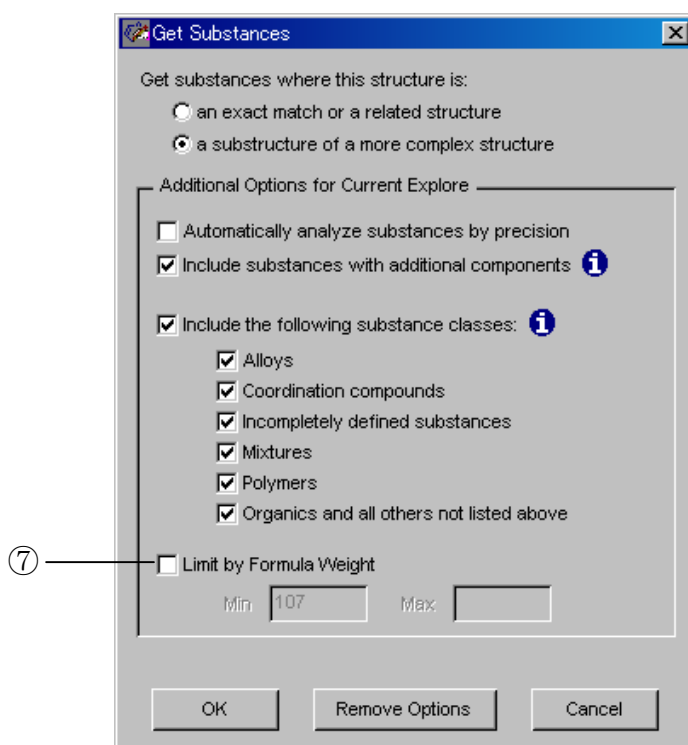 Get Substances
Get substances where this structure is:
an exact match or a related structure
a substructure of a more complex structure
Additional Options for Current Explore
Automatically analyze substances by precision
Include substances with additional components
Include the following substance classes:
Alloys
Coordination compounds
Incompletely defined substances
Mixtures
Polymers
Organics and all others not listed above
⑦ Limit by Formula Weight
Min 107 Max
OK Remove Options Cancel